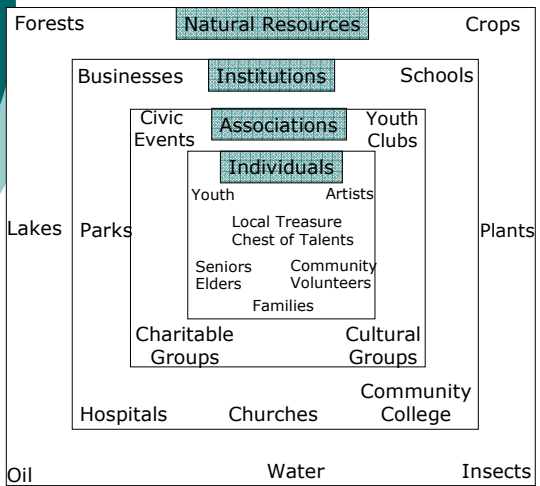 Forests Natural Resources Crops
Businesses Institutions Schools
Civic Events Associations Youth Clubs
Individuals
Youth Artists
Lakes Parks Local Treasure Chest of Talents Plants
Seniors Elders Community Volunteers
Families
Charitable Groups Cultural Groups
Hospitals Churches Community College
Oil Water Insects